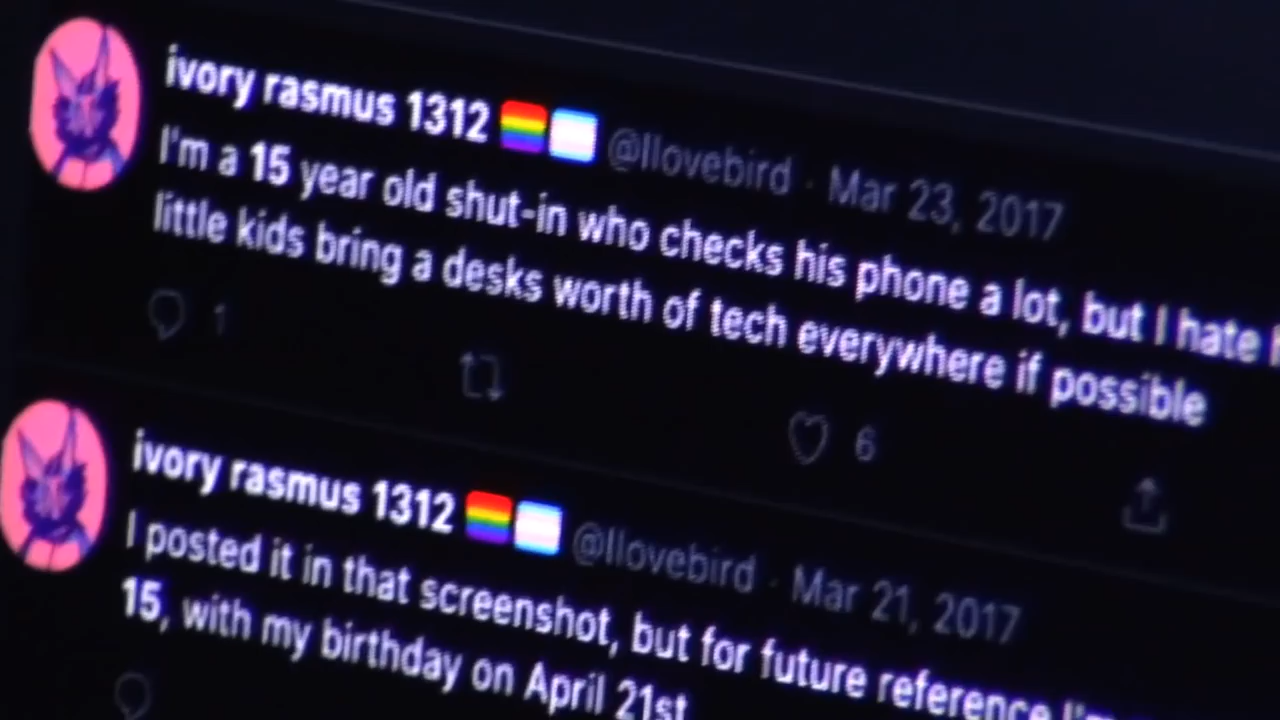 ivory rasmus 1312 🏳️‍🌈🏳️‍⚧️ @llovebird · Mar 23, 2017
I'm a 15 year old shut-in who checks his phone a lot, but I hate
little kids bring a desks worth of tech everywhere if possible
1
6
ivory rasmus 1312 🏳️‍🌈🏳️‍⚧️ @llovebird · Mar 21, 2017
I posted it in that screenshot, but for future reference I'm
15, with my birthday on April 21st